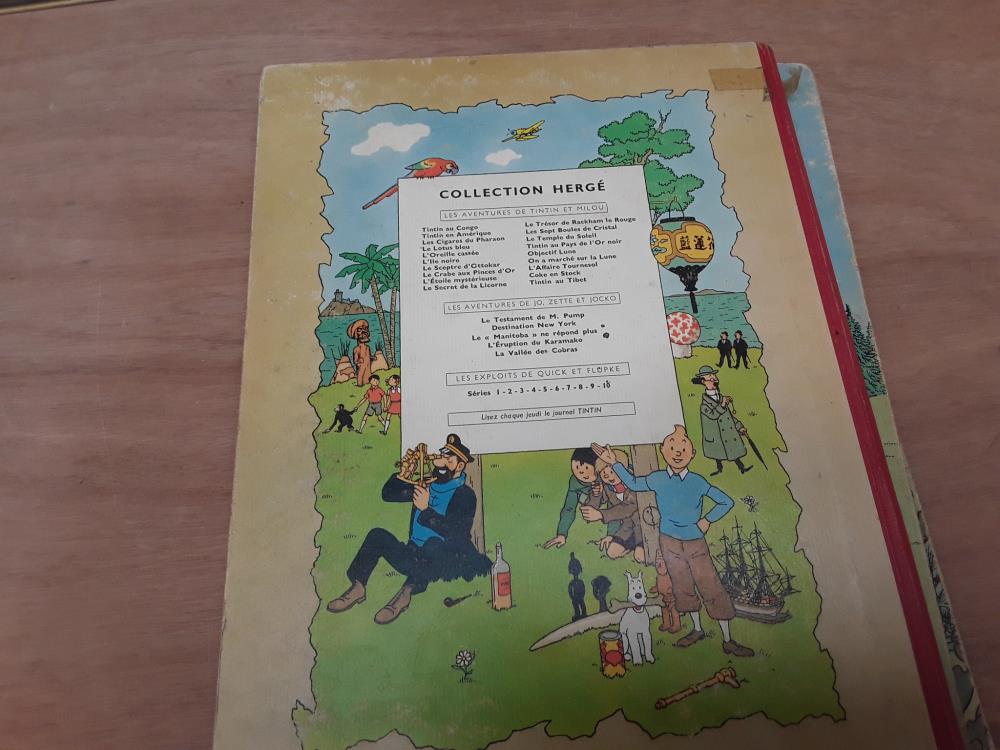 COLLECTION HERGÉ
LES AVENTURES DE TINTIN ET MILOU
Tintin au Congo
Tintin en Amérique
Les Cigares du Pharaon
Le Lotus bleu
L'Oreille cassée
L'Ile noire
Le Sceptre d'Ottokar
Le Crabe aux Pinces d'Or
L'Étoile mystérieuse
Le Secret de la Licorne
Le Trésor de Rackham le Rouge
Les Sept Boules de Cristal
Le Temple du Soleil
Tintin au Pays de l'Or noir
Objectif Lune
On a marché sur la Lune
L'Affaire Tournesol
Coke en Stock
Tintin au Tibet
LES AVENTURES DE JO, ZETTE ET JOCKO
Le Testament de M. Pump
Destination New York
Le « Manitoba » ne répond plus
L'Éruption du Karamako
La Vallée des Cobras
LES EXPLOITS DE QUICK ET FLUPKE
Séries 1 - 2 - 3 - 4 - 5 - 6 - 7 - 8 - 9 - 10
Lisez chaque jeudi le journal TINTIN